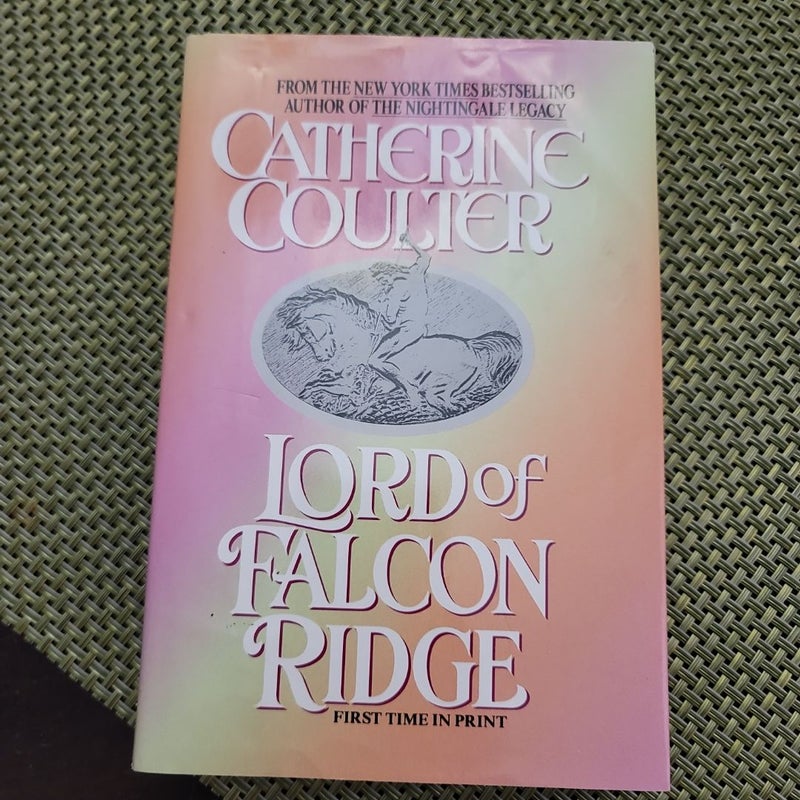 FROM THE NEW YORK TIMES BESTSELLING
AUTHOR OF THE NIGHTINGALE LEGACY
CATHERINE
COULTER
LORD of
FALCON
RIDGE
FIRST TIME IN PRINT